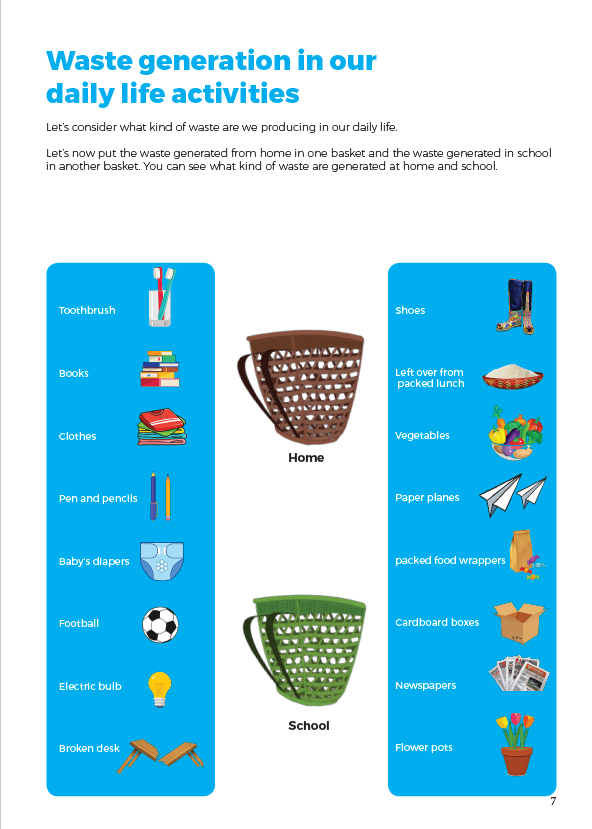 Waste generation in our
daily life activities
Let's consider what kind of waste are we producing in our daily life.
Let's now put the waste generated from home in one basket and the waste generated in school
in another basket. You can see what kind of waste are generated at home and school.
Toothbrush
Books
Clothes
Pen and pencils
Baby's diapers
Football
Electric bulb
Broken desk
Home
School
Shoes
Left over from
packed lunch
Vegetables
Paper planes
packed food wrappers
Cardboard boxes
Newspapers
Flower pots
7